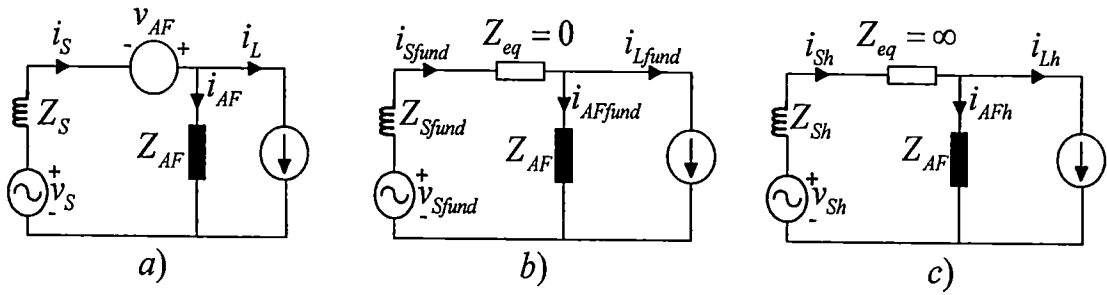 v_AF
i_S - + i_L
i_AF
Z_S
Z_AF
+
v_S
-
a)
Z_eq = 0
i_Sfund i_Lfund
i_AFfund
Z_Sfund
Z_AF
+
v_Sfund
-
b)
Z_eq = ∞
i_Sh i_Lh
i_AFh
Z_Sh
Z_AF
+
v_Sh
-
c)